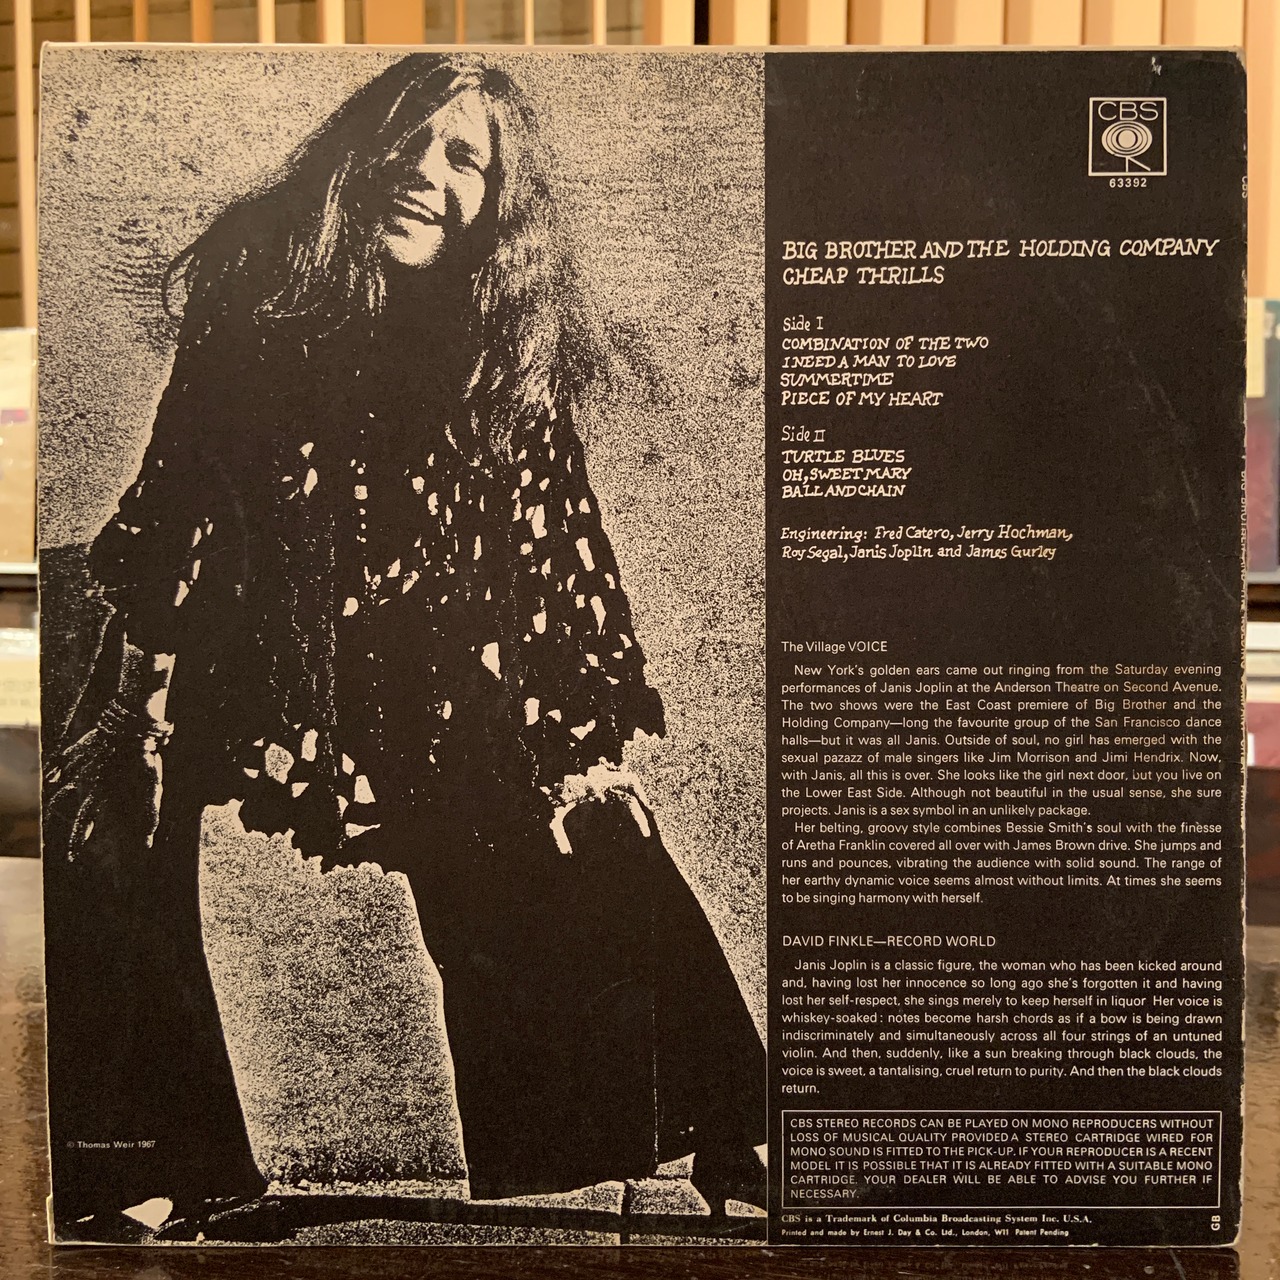 CBS
63392
BIG BROTHER AND THE HOLDING COMPANY
CHEAP THRILLS
Side I
COMBINATION OF THE TWO
I NEED A MAN TO LOVE
SUMMERTIME
PIECE OF MY HEART
Side II
TURTLE BLUES
OH, SWEET MARY
BALL AND CHAIN
Engineering: Fred Catero, Jerry Hochman,
Roy Segal, Janis Joplin and James Gurley
The Village VOICE
New York's golden ears came out ringing from the Saturday evening
performances of Janis Joplin at the Anderson Theatre on Second Avenue.
The two shows were the East Coast premiere of Big Brother and the
Holding Company—long the favourite group of the San Francisco dance
halls—but it was all Janis. Outside of soul, no girl has emerged with the
sexual pazazz of male singers like Jim Morrison and Jimi Hendrix. Now,
with Janis, all this is over. She looks like the girl next door, but you live on
the Lower East Side. Although not beautiful in the usual sense, she sure
projects. Janis is a sex symbol in an unlikely package.
Her belting, groovy style combines Bessie Smith's soul with the finesse
of Aretha Franklin covered all over with James Brown drive. She jumps and
runs and pounces, vibrating the audience with solid sound. The range of
her earthy dynamic voice seems almost without limits. At times she seems
to be singing harmony with herself.
DAVID FINKLE—RECORD WORLD
Janis Joplin is a classic figure, the woman who has been kicked around
and, having lost her innocence so long ago she's forgotten it and having
lost her self-respect, she sings merely to keep herself in liquor Her voice is
whiskey-soaked: notes become harsh chords as if a bow is being drawn
indiscriminately and simultaneously across all four strings of an untuned
violin. And then, suddenly, like a sun breaking through black clouds, the
voice is sweet, a tantalising, cruel return to purity. And then the black clouds
return.
CBS STEREO RECORDS CAN BE PLAYED ON MONO REPRODUCERS WITHOUT
LOSS OF MUSICAL QUALITY PROVIDED A STEREO CARTRIDGE WIRED FOR
MONO SOUND IS FITTED TO THE PICK-UP. IF YOUR REPRODUCER IS A RECENT
MODEL IT IS POSSIBLE THAT IT IS ALREADY FITTED WITH A SUITABLE MONO
CARTRIDGE. YOUR DEALER WILL BE ABLE TO ADVISE YOU FURTHER IF
NECESSARY.
CBS is a Trademark of Columbia Broadcasting System Inc. U.S.A.
Printed and made by Ernest J. Day & Co. Ltd., London, W11 Patent Pending
GB
© Thomas Weir 1967